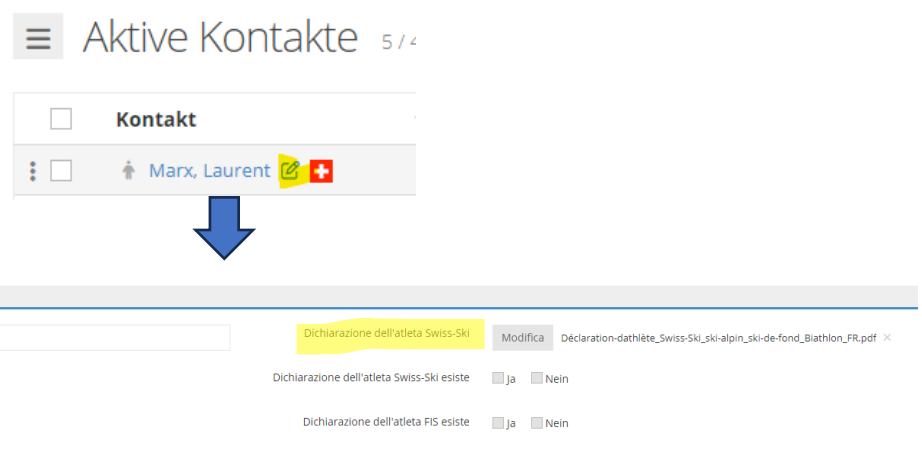 Aktive Kontakte 5 / 4
Kontakt
Marx, Laurent
Dichiarazione dell'atleta Swiss-Ski Modifica Déclaration-dathlète_Swiss-Ski_ski-alpin_ski-de-fond_Biathlon_FR.pdf ×
Dichiarazione dell'atleta Swiss-Ski esiste Ja Nein
Dichiarazione dell'atleta FIS esiste Ja Nein